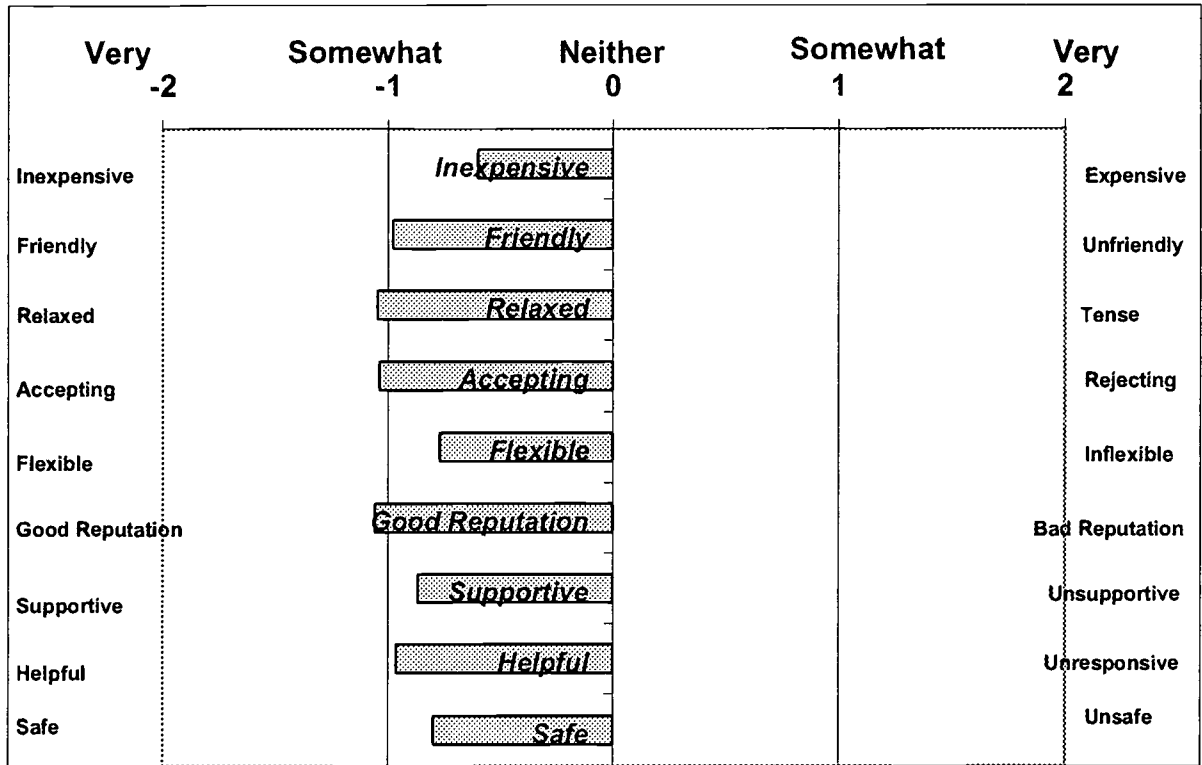 Very Somewhat Neither Somewhat Very
-2 -1 0 1 2
Inexpensive Inexpensive Expensive
Friendly Friendly Unfriendly
Relaxed Relaxed Tense
Accepting Accepting Rejecting
Flexible Flexible Inflexible
Good Reputation Good Reputation Bad Reputation
Supportive Supportive Unsupportive
Helpful Helpful Unresponsive
Safe Safe Unsafe